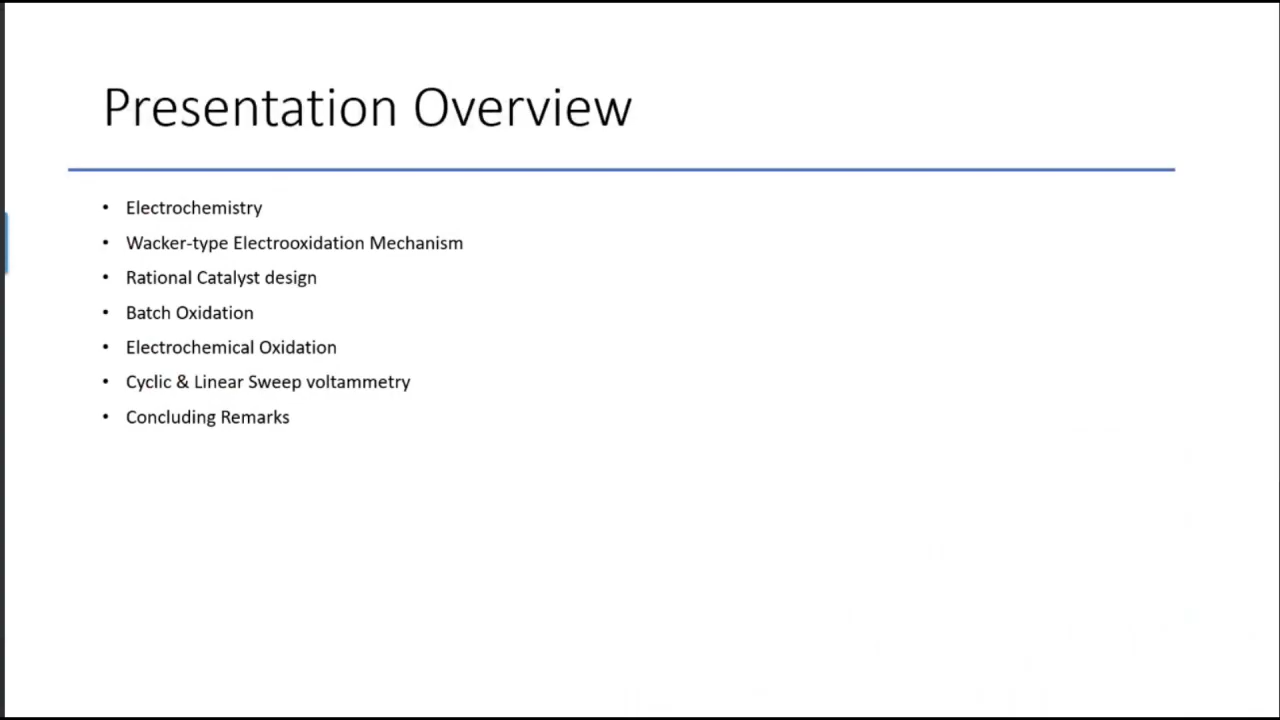 Presentation Overview
• Electrochemistry
• Wacker-type Electrooxidation Mechanism
• Rational Catalyst design
• Batch Oxidation
• Electrochemical Oxidation
• Cyclic & Linear Sweep voltammetry
• Concluding Remarks